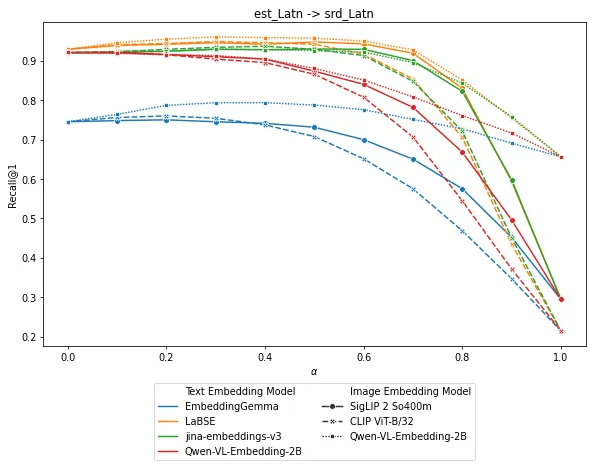 est_Latn -> srd_Latn
Recall@1
0.9
0.8
0.7
0.6
0.5
0.4
0.3
0.2
0.0 0.2 0.4 0.6 0.8 1.0
α
Text Embedding Model Image Embedding Model
EmbeddingGemma SigLIP 2 So400m
LaBSE CLIP ViT-B/32
jina-embeddings-v3 Qwen-VL-Embedding-2B
Qwen-VL-Embedding-2B